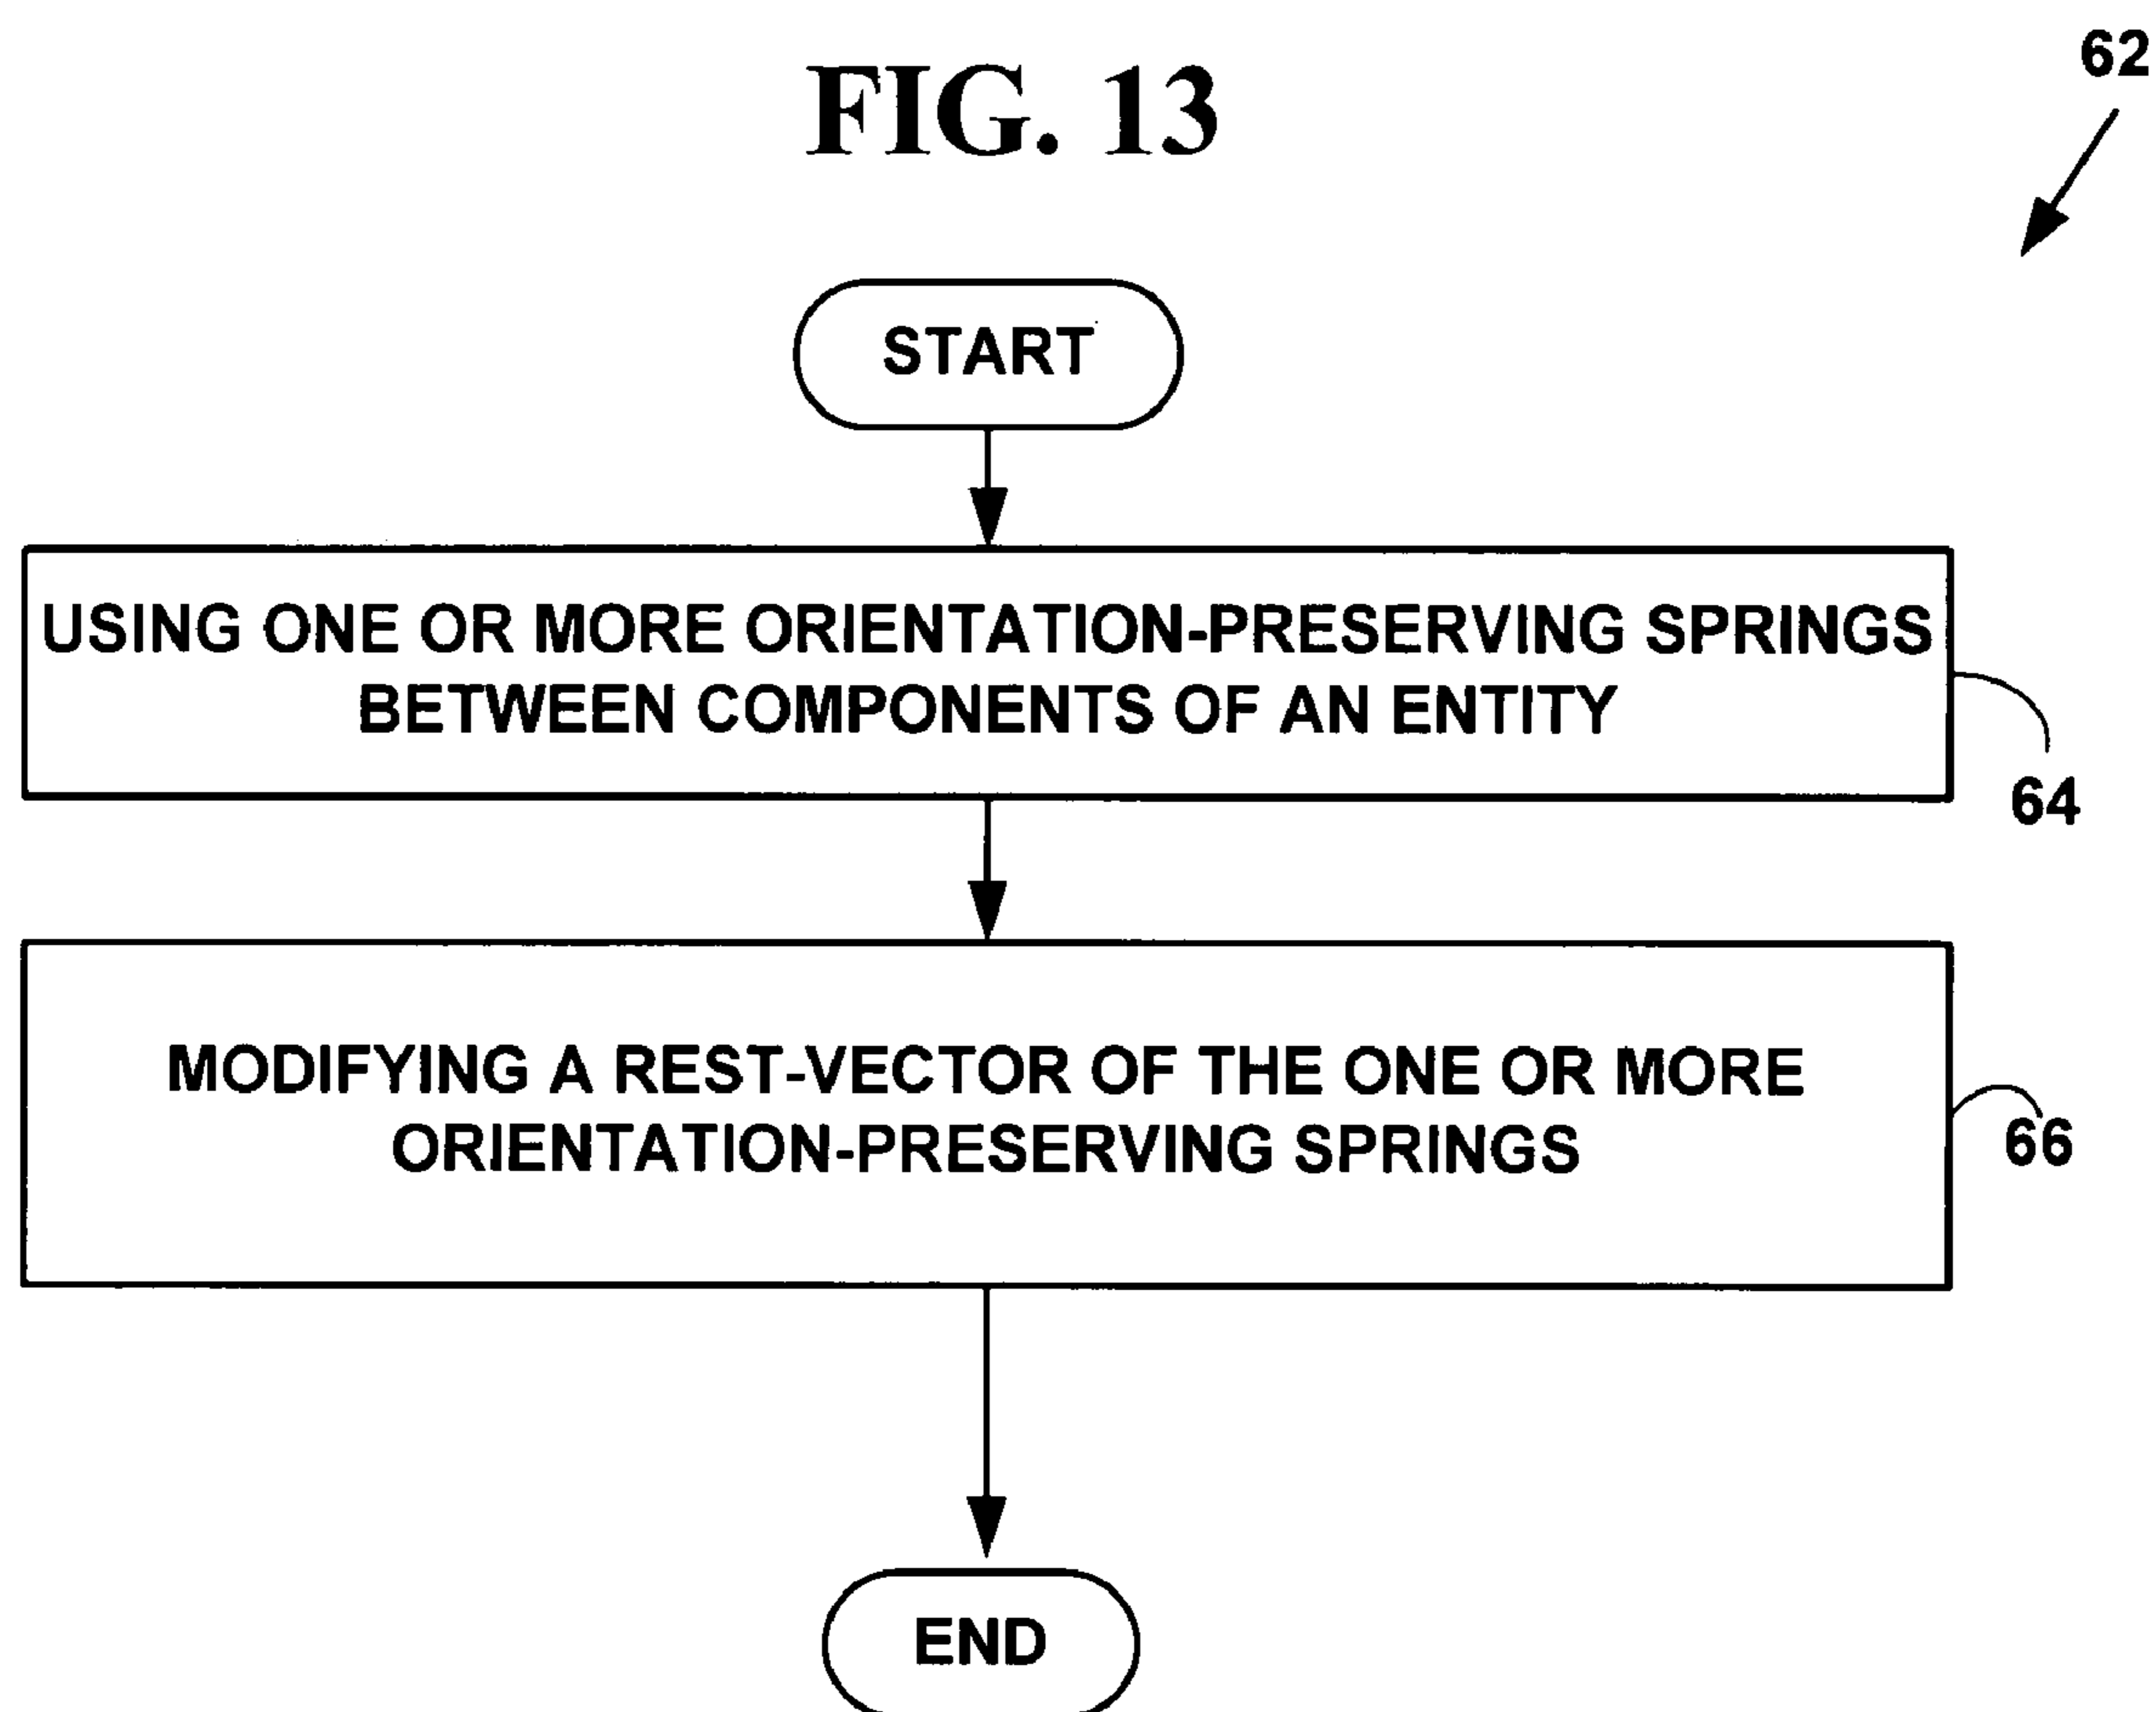 FIG. 13
62
START
USING ONE OR MORE ORIENTATION-PRESERVING SPRINGS
BETWEEN COMPONENTS OF AN ENTITY
64
MODIFYING A REST-VECTOR OF THE ONE OR MORE
ORIENTATION-PRESERVING SPRINGS
66
END